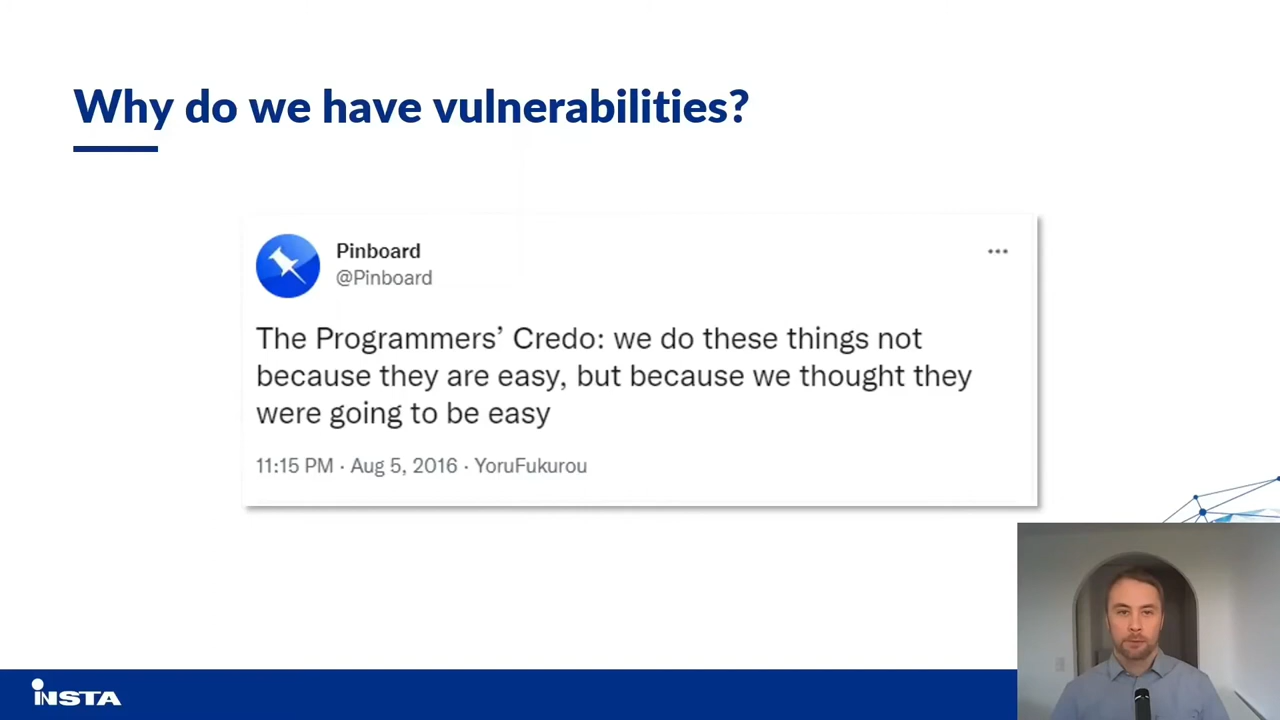 Why do we have vulnerabilities?
Pinboard
@Pinboard
The Programmers’ Credo: we do these things not
because they are easy, but because we thought they
were going to be easy
11:15 PM · Aug 5, 2016 · YoruFukurou
INSTA